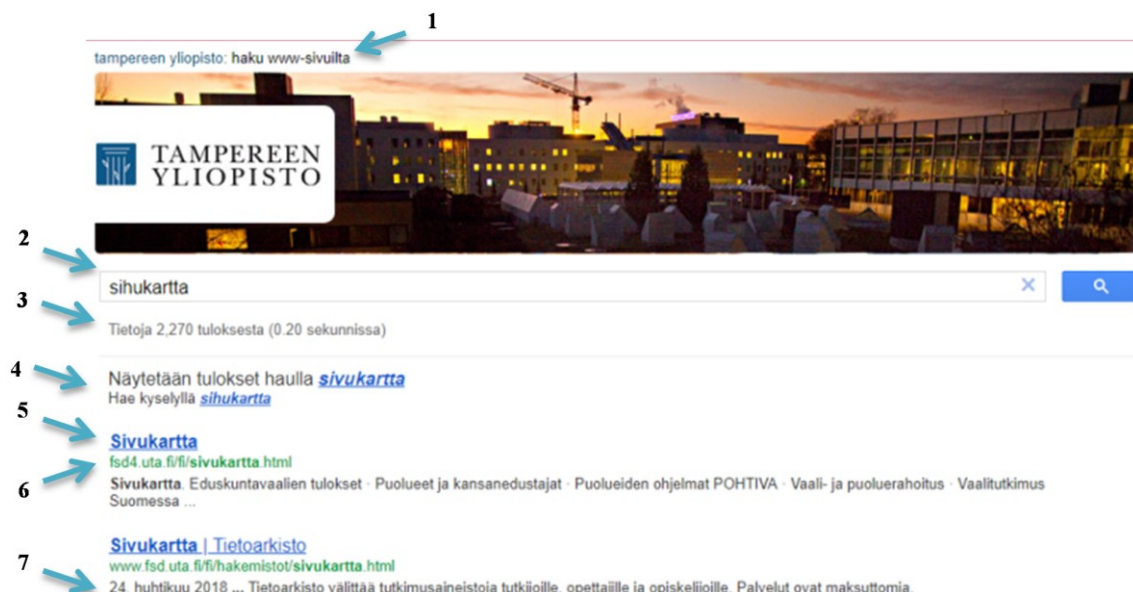 1
tampereen yliopisto: haku www-sivuilta
TAMPEREEN
YLIOPISTO
2
sihukartta
3
Tietoja 2,270 tuloksesta (0.20 sekunnissa)
4
Näytetään tulokset haulla sivukartta
Hae kyselyllä sihukartta
5
Sivukartta
fsd4.uta.fi/fi/sivukartta.html
6
Sivukartta. Eduskuntavaalien tulokset · Puolueet ja kansanedustajat · Puolueiden ohjelmat POHTIVA · Vaali- ja puoluerahoitus · Vaalitutkimus
Suomessa ...
Sivukartta | Tietoarkisto
www.fsd.uta.fi/fi/hakemistot/sivukartta.html
7
24. huhtikuu 2018 ... Tietoarkisto välittää tutkimusaineistoja tutkijoille, opettajille ja opiskelijoille. Palvelut ovat maksuttomia.